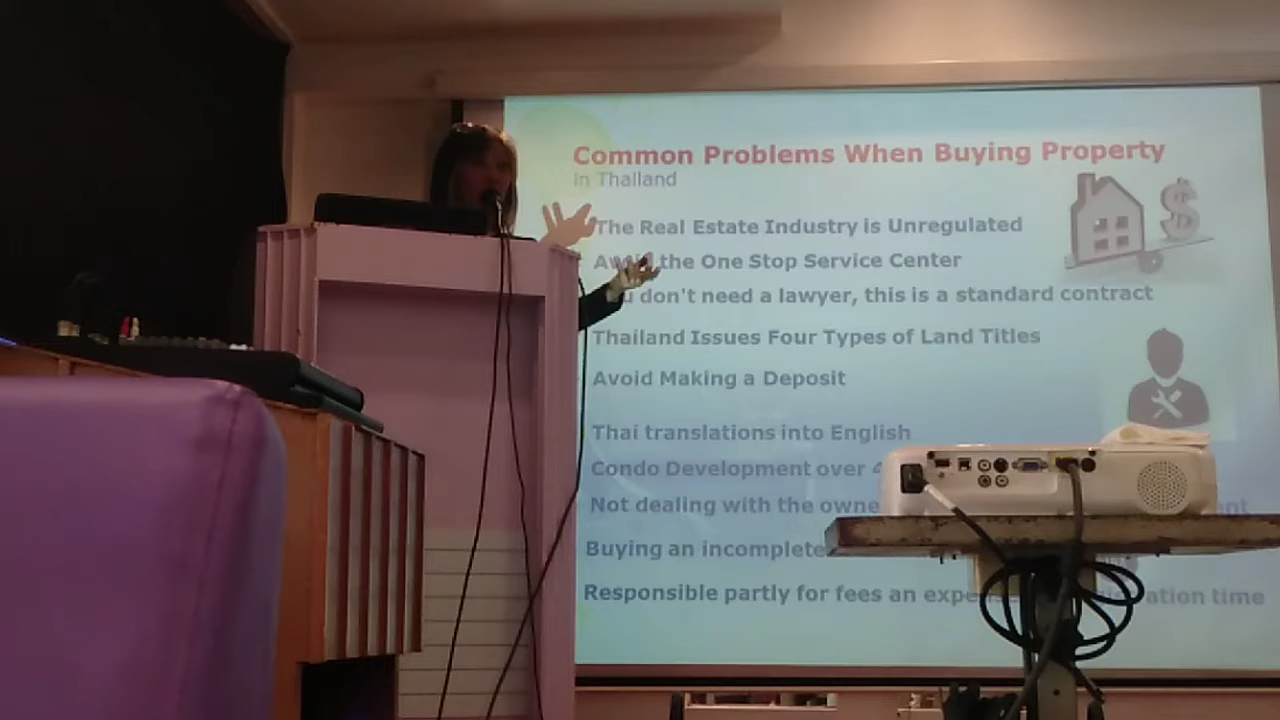 Common Problems When Buying Property
in Thailand
The Real Estate Industry is Unregulated
the One Stop Service Center
don't need a lawyer, this is a standard contract
Thailand Issues Four Types of Land Titles
Avoid Making a Deposit
Thai translations into English
Condo Development over
Not dealing with the
Buying an incomplete
Responsible partly for fees an time
$